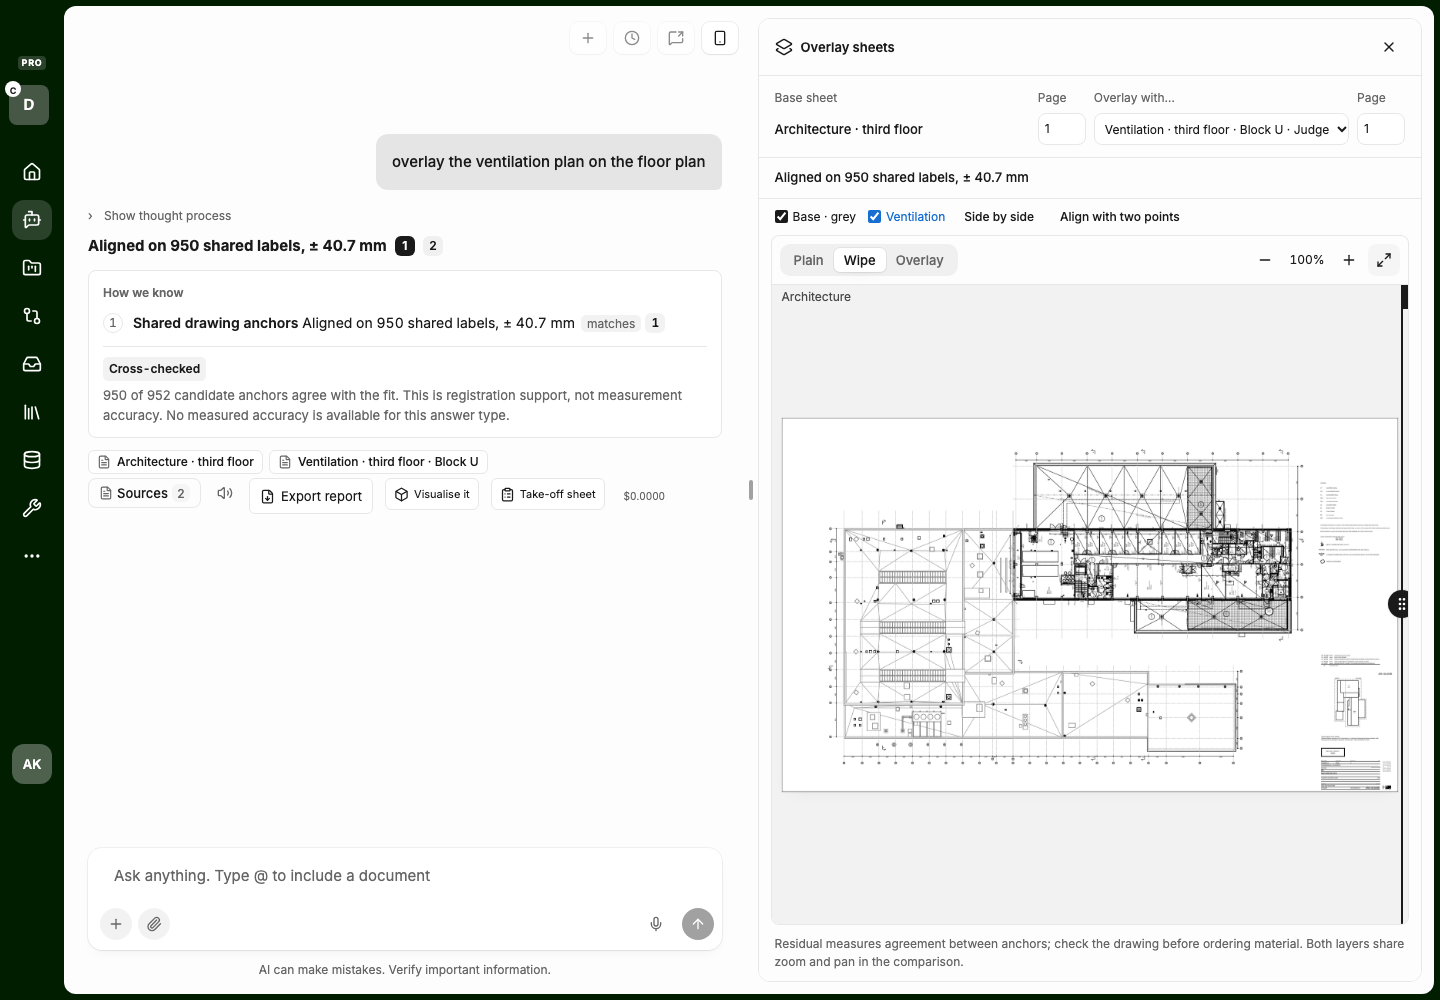 PRO
C
D
AK
overlay the ventilation plan on the floor plan
Show thought process
Aligned on 950 shared labels, ± 40.7 mm 1 2
How we know
1 Shared drawing anchors Aligned on 950 shared labels, ± 40.7 mm matches 1
Cross-checked
950 of 952 candidate anchors agree with the fit. This is registration support, not measurement
accuracy. No measured accuracy is available for this answer type.
Architecture · third floor Ventilation · third floor · Block U
Sources 2 Export report Visualise it Take-off sheet $0.0000
Ask anything. Type @ to include a document
AI can make mistakes. Verify important information.
Overlay sheets
Base sheet Page Overlay with... Page
Architecture · third floor 1 Ventilation · third floor · Block U · Judge 1
Aligned on 950 shared labels, ± 40.7 mm
Base · grey Ventilation Side by side Align with two points
Plain Wipe Overlay 100%
Architecture
Residual measures agreement between anchors; check the drawing before ordering material. Both layers share
zoom and pan in the comparison.